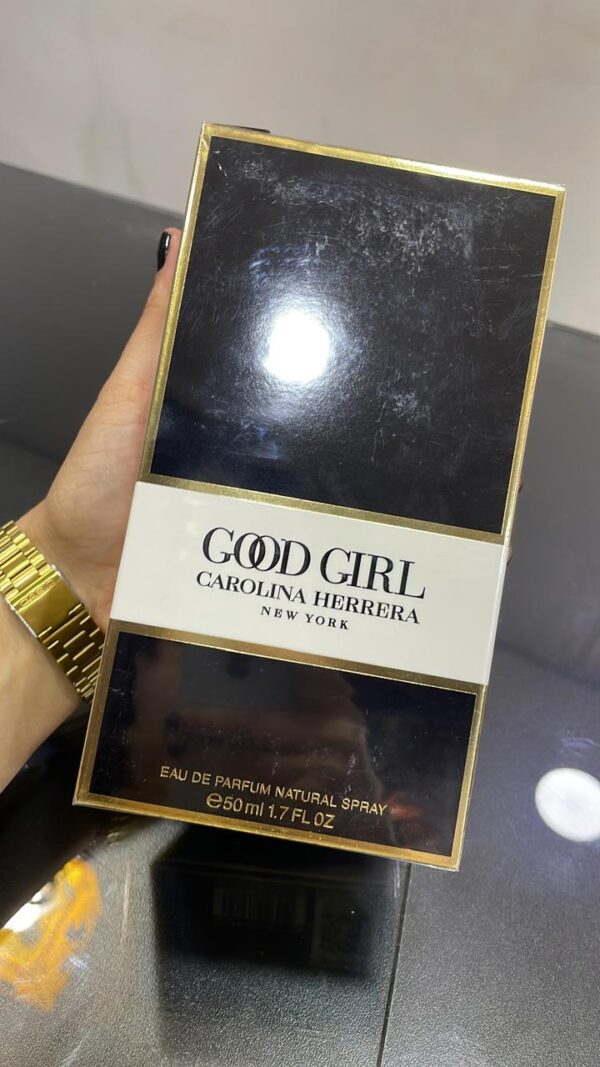 GOOD GIRL
CAROLINA HERRERA
NEW YORK
EAU DE PARFUM NATURAL SPRAY
℮50 ml 1.7 FL OZ